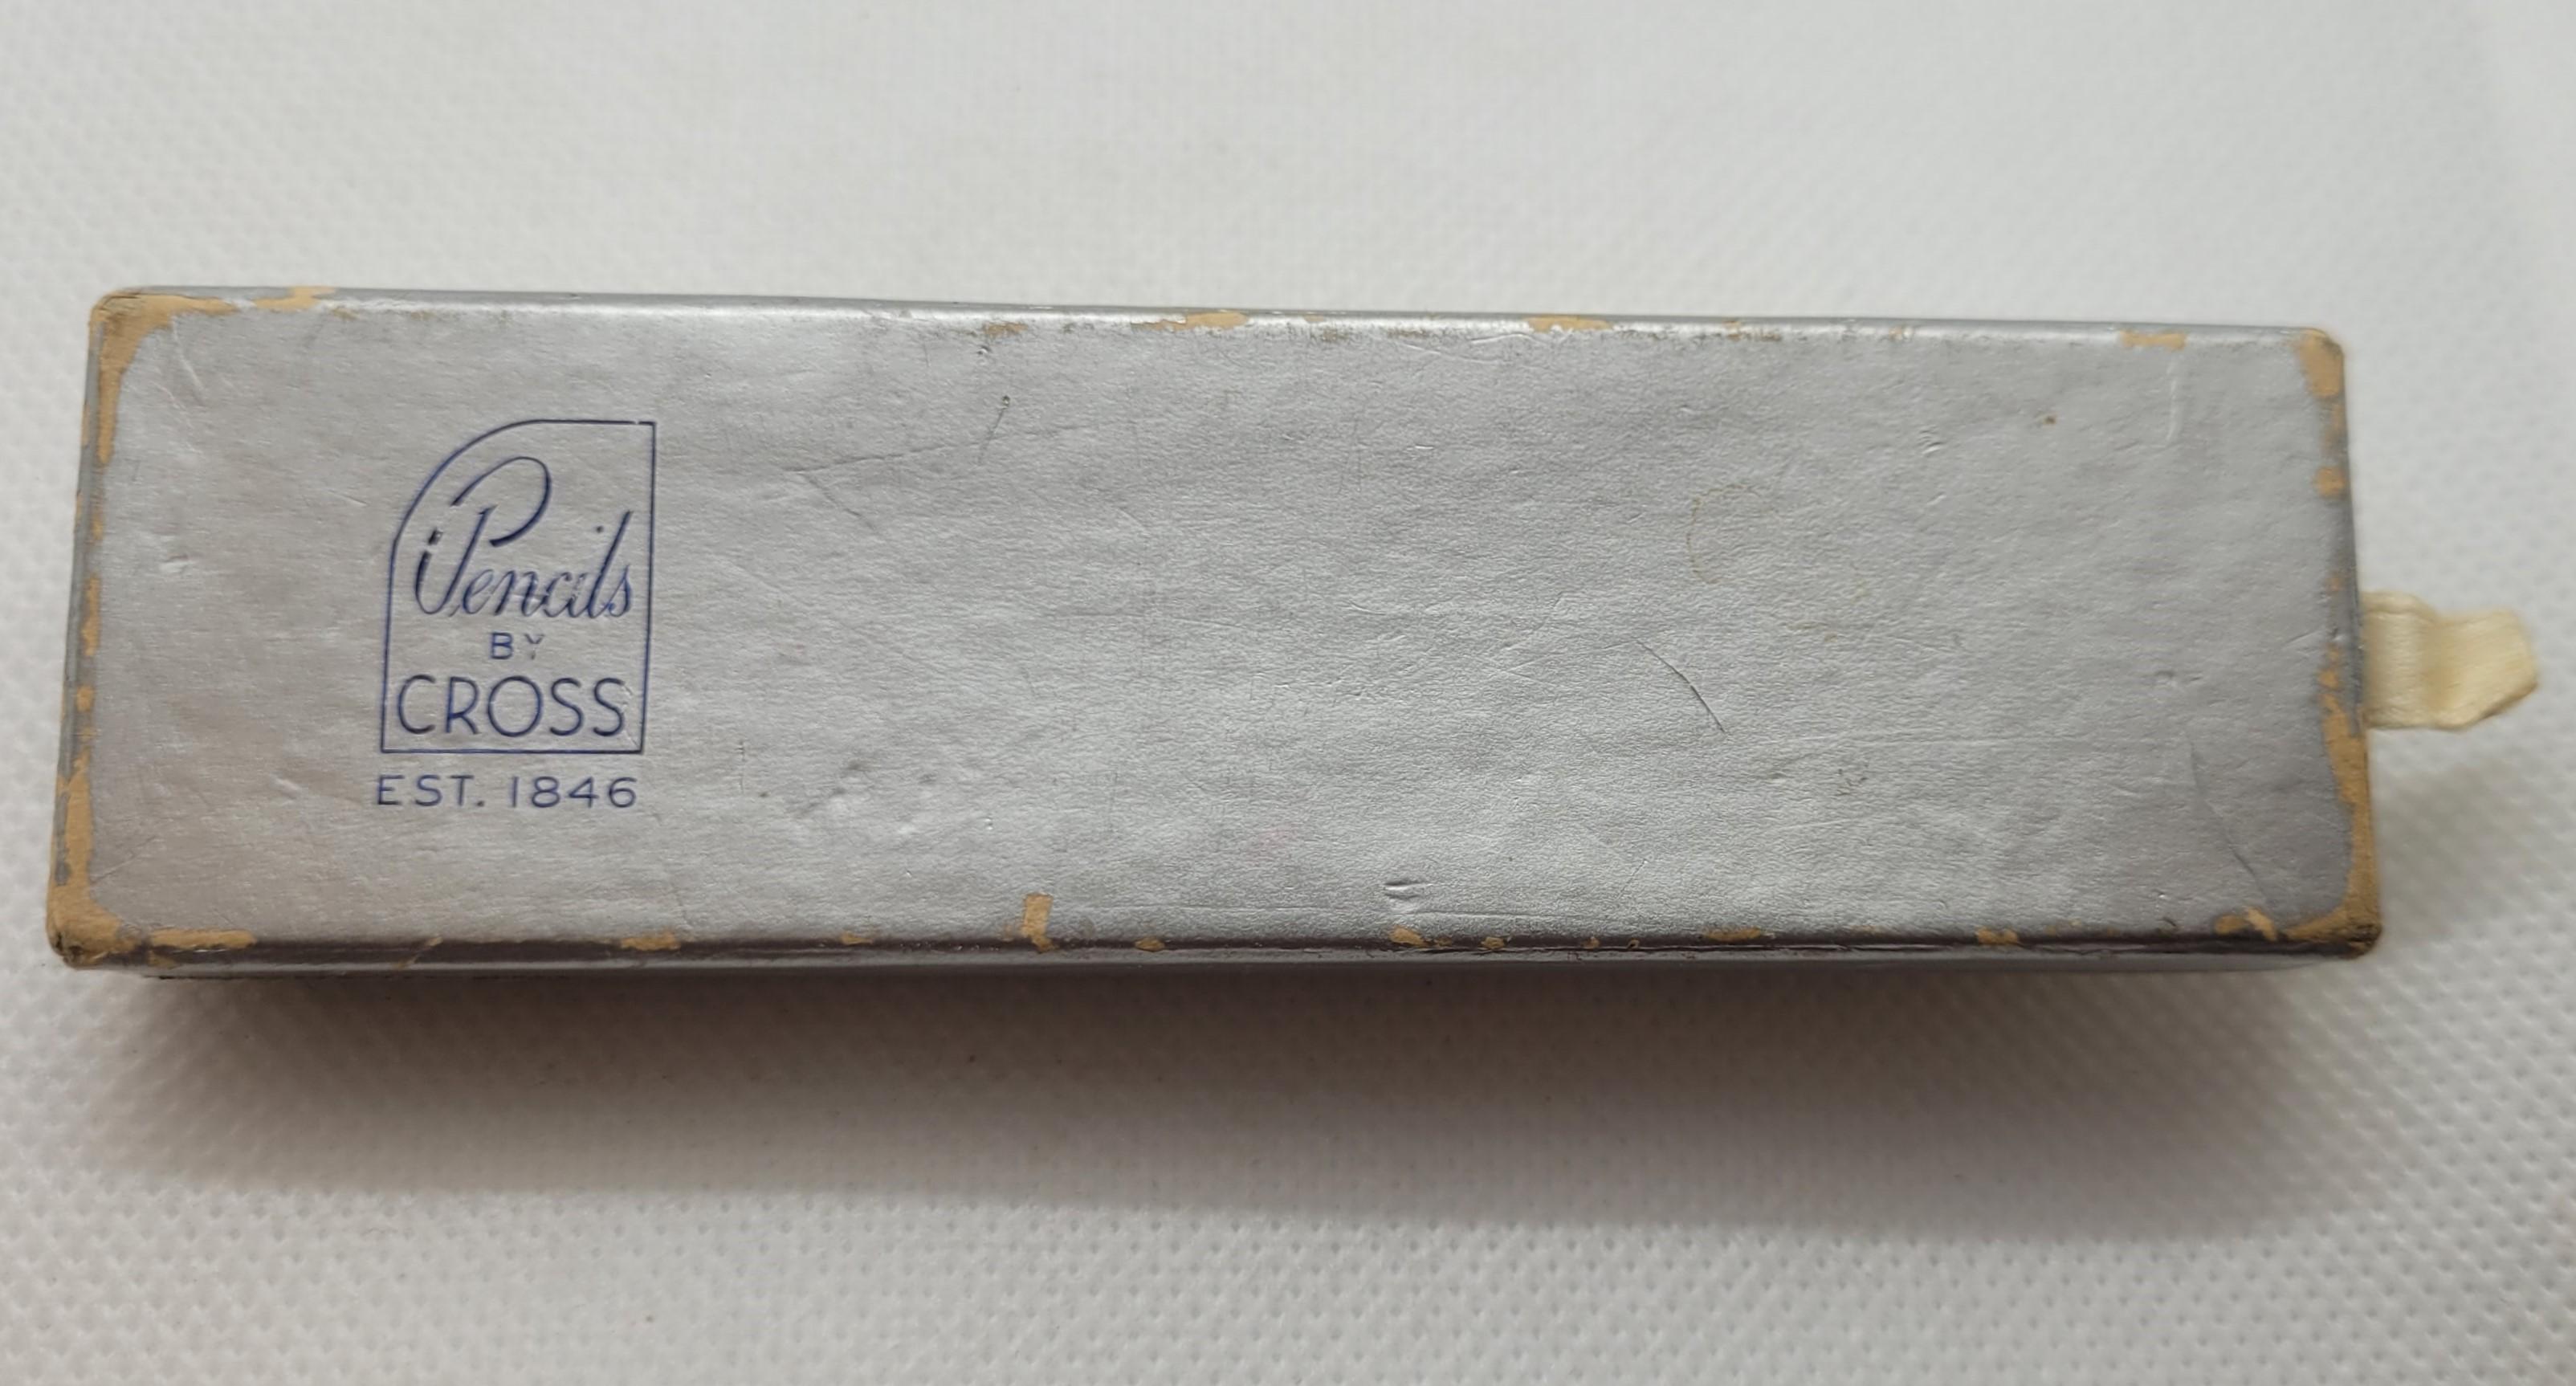 Pencils
BY
CROSS
EST. 1846